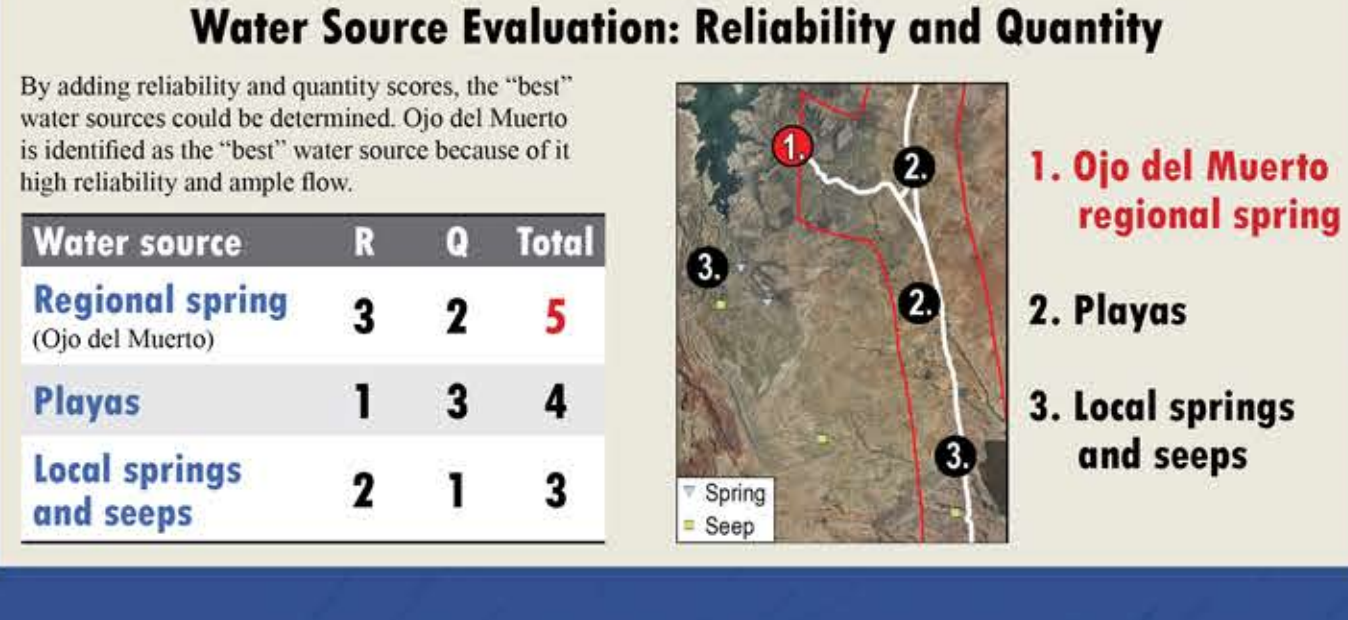 Water Source Evaluation: Reliability and Quantity
By adding reliability and quantity scores, the “best”
water sources could be determined. Ojo del Muerto
is identified as the “best” water source because of it
high reliability and ample flow.
Water source R Q Total
Regional spring
(Ojo del Muerto)
3 2 5
Playas 1 3 4
Local springs
and seeps
2 1 3
1.
2.
3.
2.
3.
Spring
Seep
1. Ojo del Muerto
regional spring
2. Playas
3. Local springs
and seeps